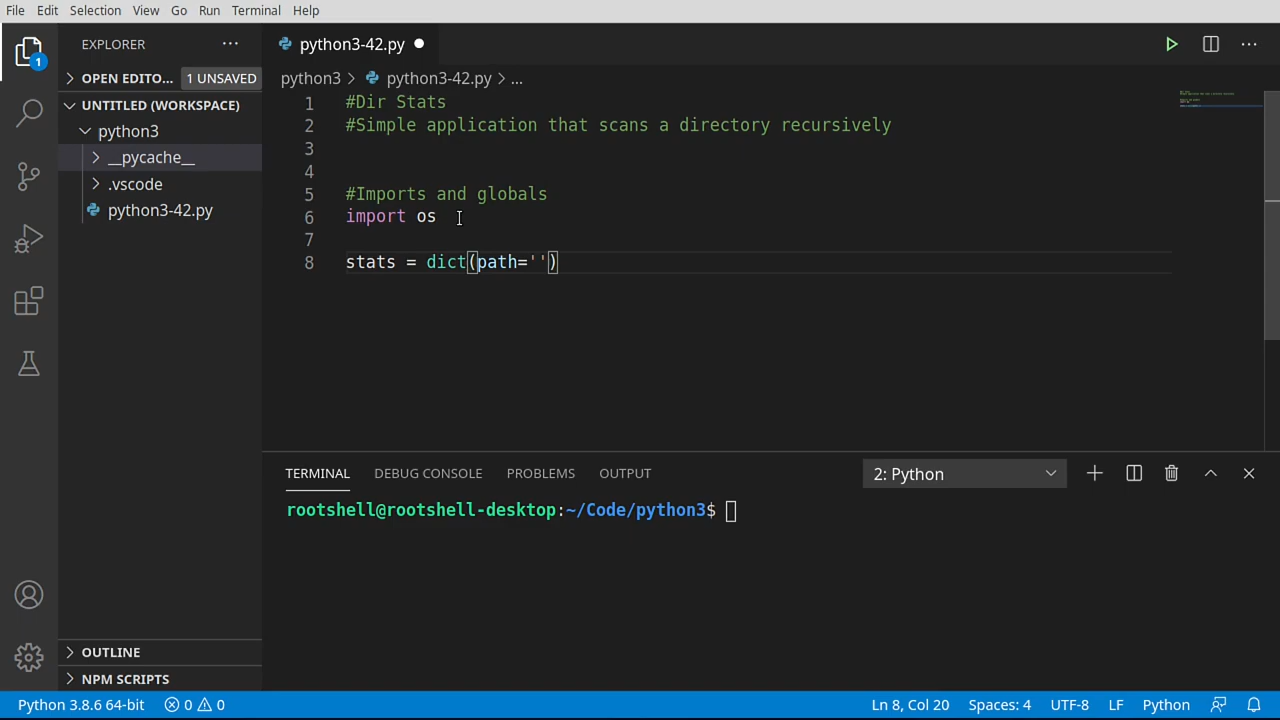 File Edit Selection View Go Run Terminal Help
EXPLORER ···
python3-42.py
1
OPEN EDITO... 1 UNSAVED
python3 > python3-42.py > ...
UNTITLED (WORKSPACE)
python3
__pycache__
.vscode
python3-42.py
1 #Dir Stats
2 #Simple application that scans a directory recursively
3
4
5 #Imports and globals
6 import os
7
8 stats = dict(path='')
TERMINAL DEBUG CONSOLE PROBLEMS OUTPUT 2: Python
rootshell@rootshell-desktop:~/Code/python3$
OUTLINE
NPM SCRIPTS
Python 3.8.6 64-bit 0 0 Ln 8, Col 20 Spaces: 4 UTF-8 LF Python